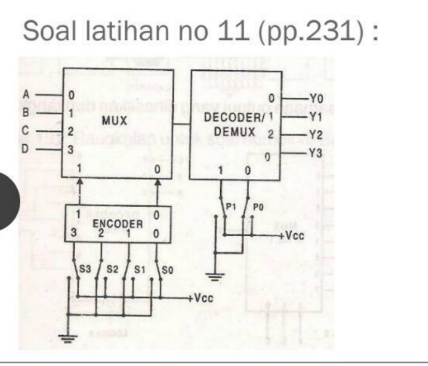 Soal latihan no 11 (pp.231) :
A 0
B 1
C 2
D 3
MUX
1 0
DECODER/
DEMUX
0 Y0
1 Y1
2 Y2
0 Y3
1 0
P1 P0
+Vcc
1 0
ENCODER
3 2 1 0
S3 S2 S1 S0
+Vcc